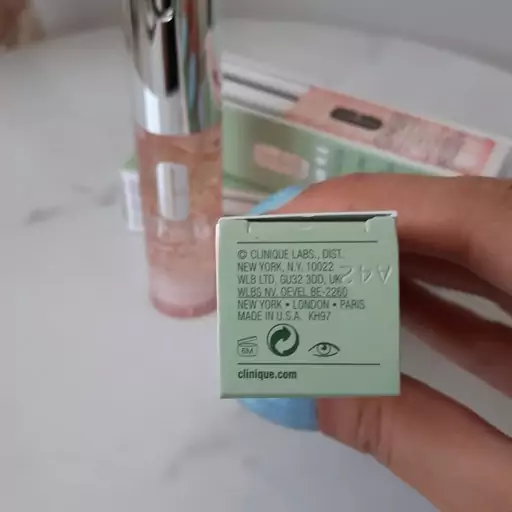 © CLINIQUE LABS., DIST.
NEW YORK, N.Y. 10022
WLB LTD. GU32 3DD, UK
WLBS NV. OEVEL BE-2260
NEW YORK • LONDON • PARIS
MADE IN U.S.A. KH97
A42
6M
clinique.com